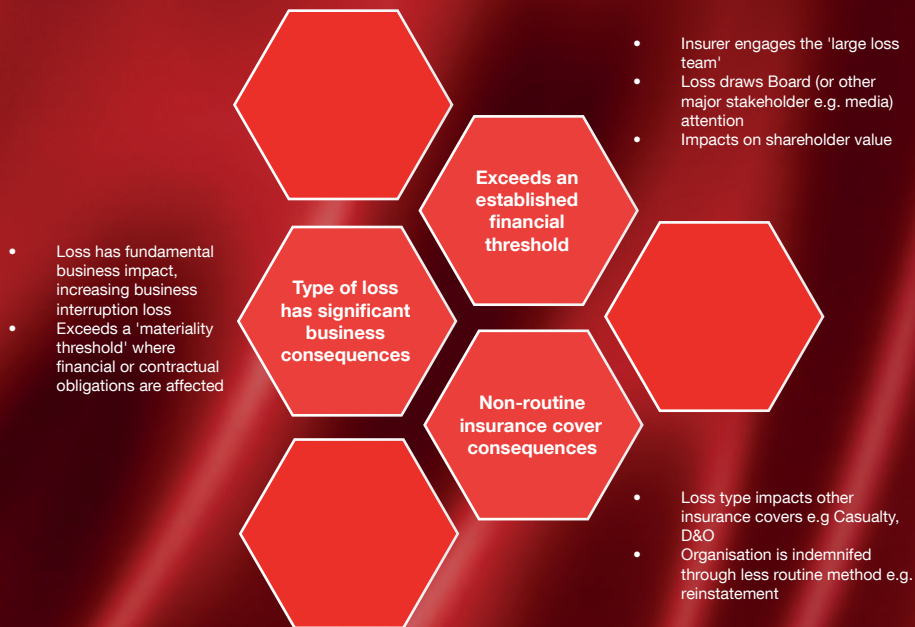 • Insurer engages the 'large loss
team'
• Loss draws Board (or other
major stakeholder e.g. media)
attention
• Impacts on shareholder value
Exceeds an
established
financial
threshold
• Loss has fundamental
business impact,
increasing business
interruption loss
• Exceeds a 'materiality
threshold' where
financial or contractual
obligations are affected
Type of loss
has significant
business
consequences
Non-routine
insurance cover
consequences
• Loss type impacts other
insurance covers e.g Casualty,
D&O
• Organisation is indemnifed
through less routine method e.g.
reinstatement